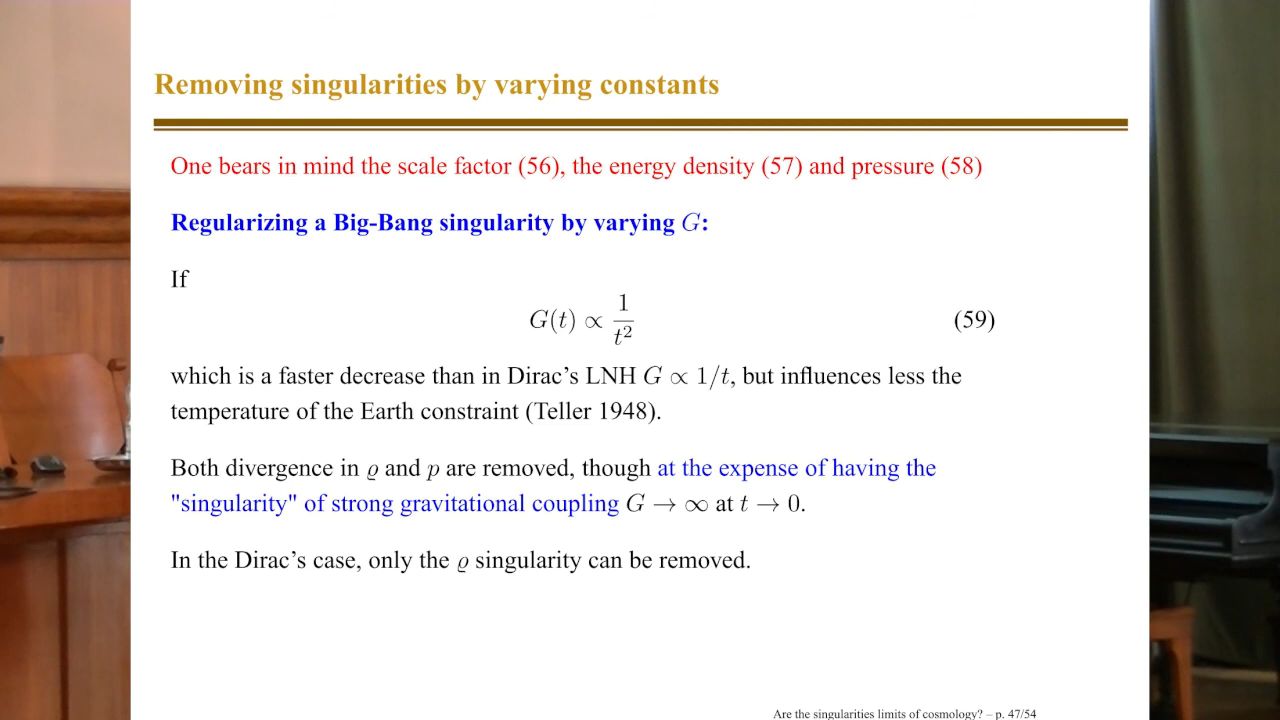 Removing singularities by varying constants
One bears in mind the scale factor (56), the energy density (57) and pressure (58)
Regularizing a Big-Bang singularity by varying G:
If
G(t) ∝ 1/t² (59)
which is a faster decrease than in Dirac's LNH G ∝ 1/t, but influences less the
temperature of the Earth constraint (Teller 1948).
Both divergence in ϱ and p are removed, though at the expense of having the
"singularity" of strong gravitational coupling G → ∞ at t → 0.
In the Dirac's case, only the ϱ singularity can be removed.
Are the singularities limits of cosmology? – p. 47/54